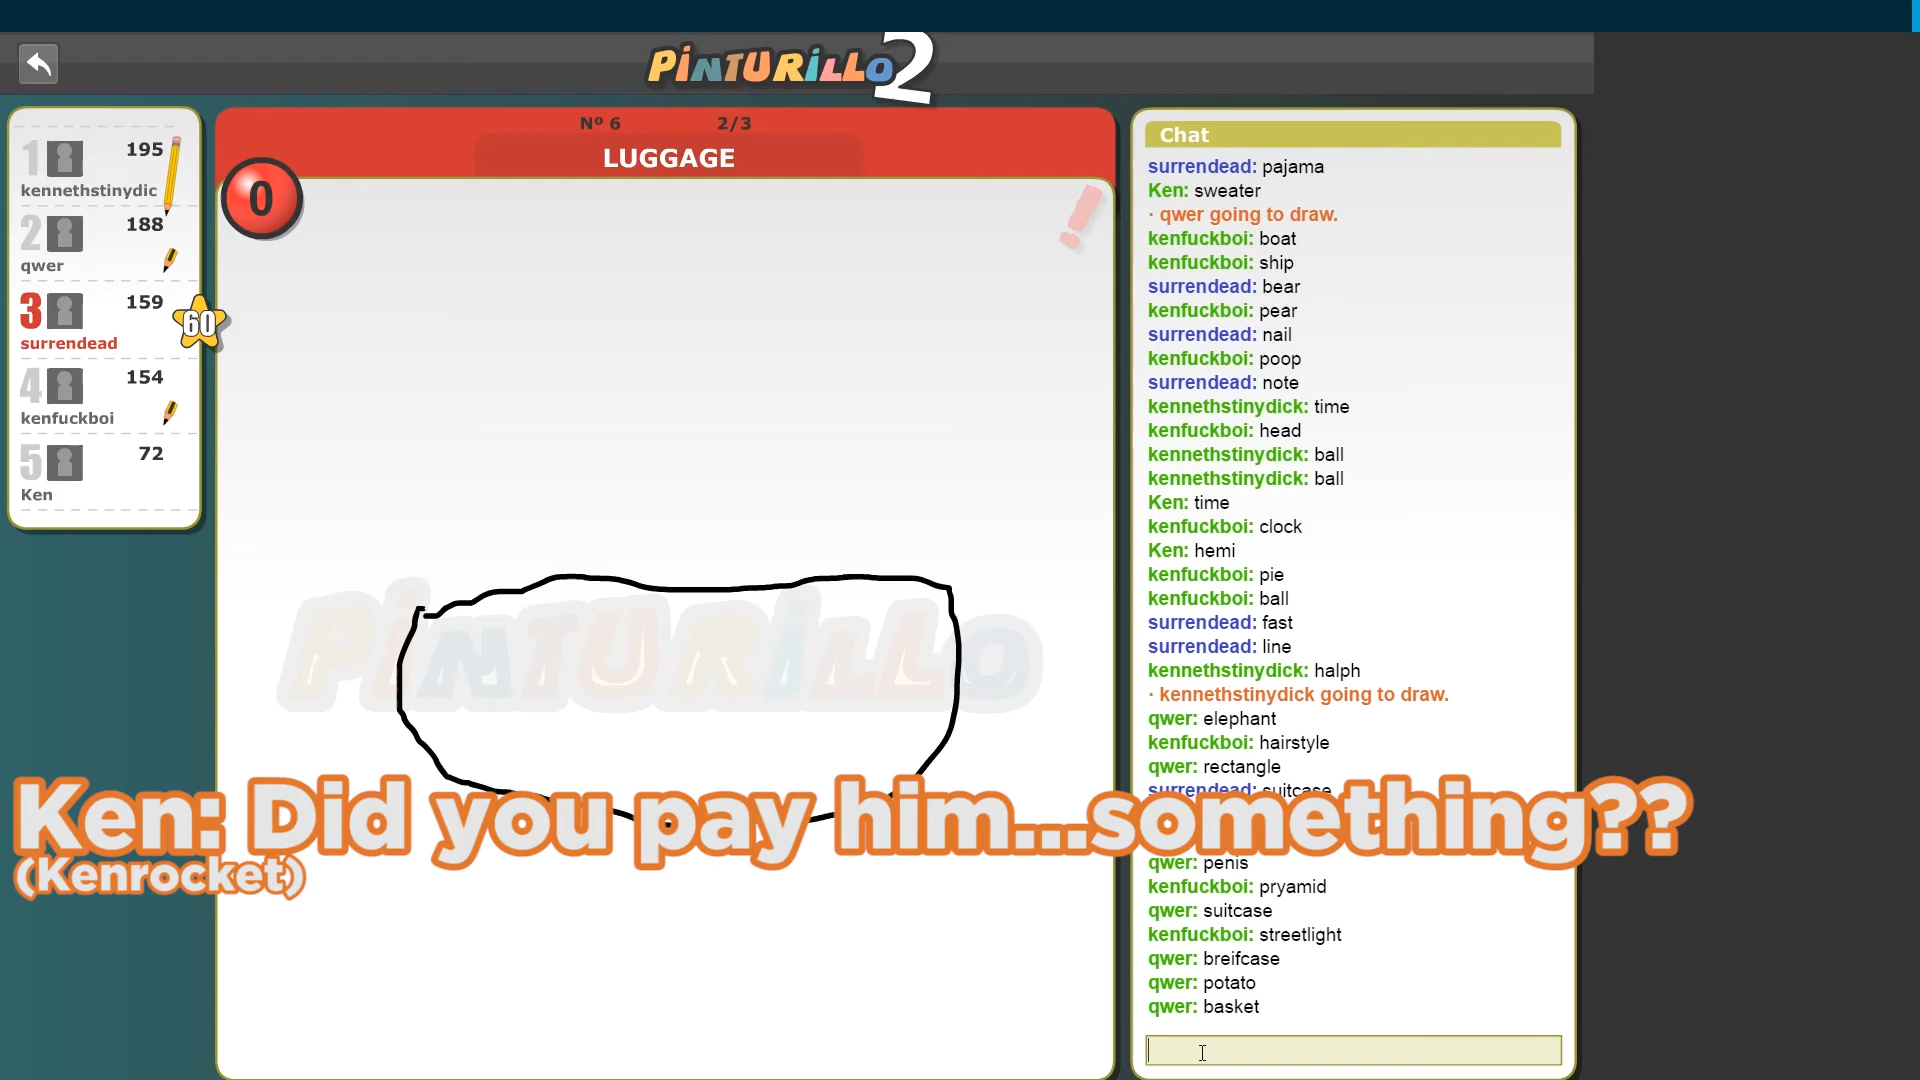 PINTURILLO 2
Nº 6 2/3
LUGGAGE
0
1 195
kennethstinydic
2 188
qwer
3 159
surrendead
60
4 154
kenfuckboi
5 72
Ken
PINTURILLO
Chat
surrendead: pajama
Ken: sweater
· qwer going to draw.
kenfuckboi: boat
kenfuckboi: ship
surrendead: bear
kenfuckboi: pear
surrendead: nail
kenfuckboi: poop
surrendead: note
kennethstinydick: time
kenfuckboi: head
kennethstinydick: ball
kennethstinydick: ball
Ken: time
kenfuckboi: clock
Ken: hemi
kenfuckboi: pie
kenfuckboi: ball
surrendead: fast
surrendead: line
kennethstinydick: halph
· kennethstinydick going to draw.
qwer: elephant
kenfuckboi: hairstyle
qwer: rectangle
surrendead: suitcase
Ken: Did you pay him...something??
(Kenrocket)
qwer: penis
kenfuckboi: pryamid
qwer: suitcase
kenfuckboi: streetlight
qwer: breifcase
qwer: potato
qwer: basket